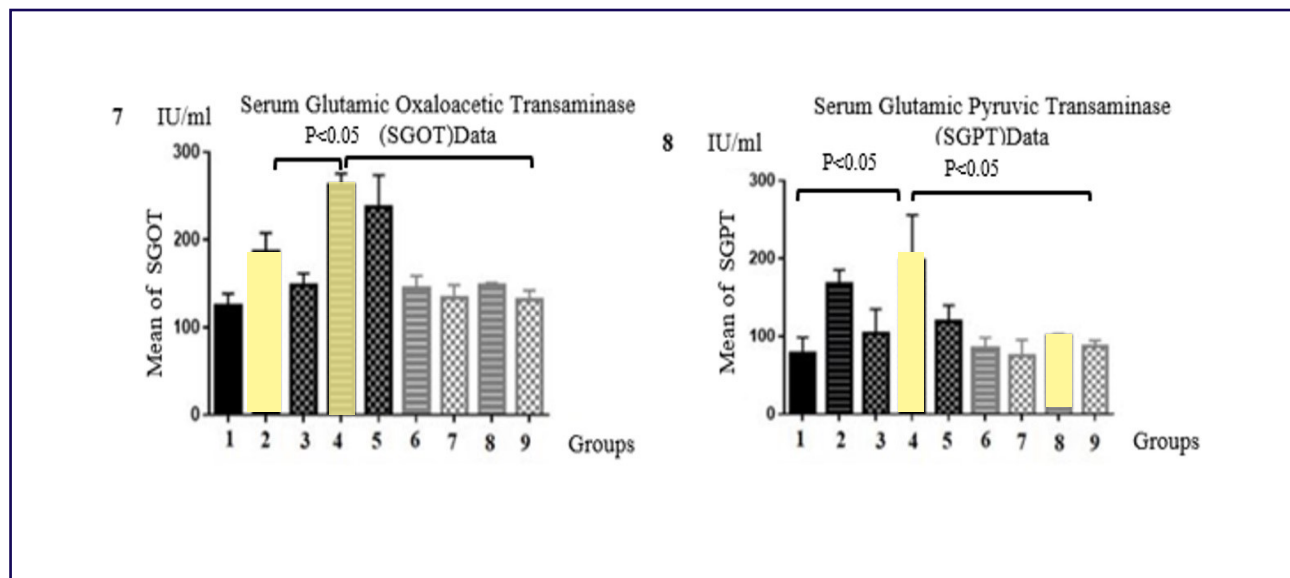 7 IU/ml
Serum Glutamic Oxaloacetic Transaminase
(SGOT)Data
P<0.05
Mean of SGOT
300
200
100
0
1 2 3 4 5 6 7 8 9 Groups
8 IU/ml
Serum Glutamic Pyruvic Transaminase
(SGPT)Data
P<0.05 P<0.05
Mean of SGPT
300
200
100
0
1 2 3 4 5 6 7 8 9 Groups